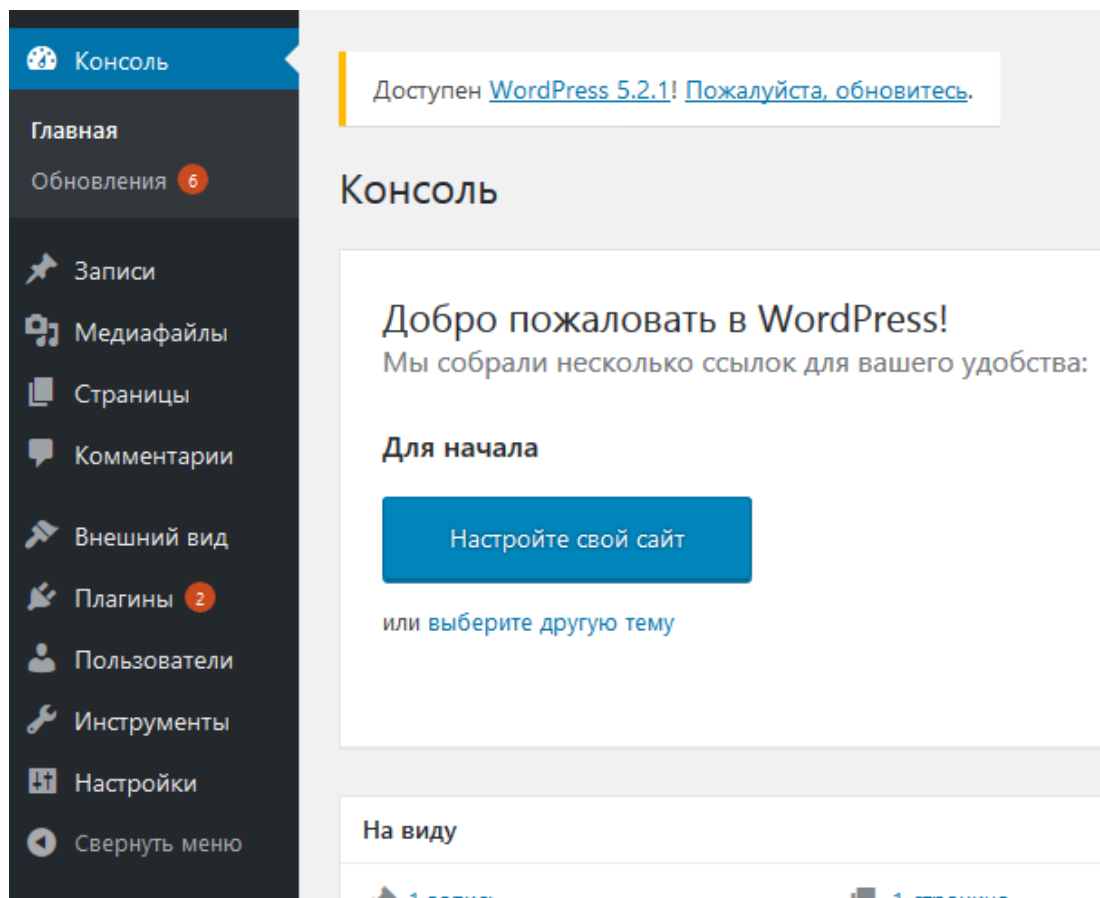 Консоль
Главная
Обновления 6
Записи
Медиафайлы
Страницы
Комментарии
Внешний вид
Плагины 2
Пользователи
Инструменты
Настройки
Свернуть меню
Доступен WordPress 5.2.1! Пожалуйста, обновитесь.
Консоль
Добро пожаловать в WordPress!
Мы собрали несколько ссылок для вашего удобства:
Для начала
Настройте свой сайт
или выберите другую тему
На виду